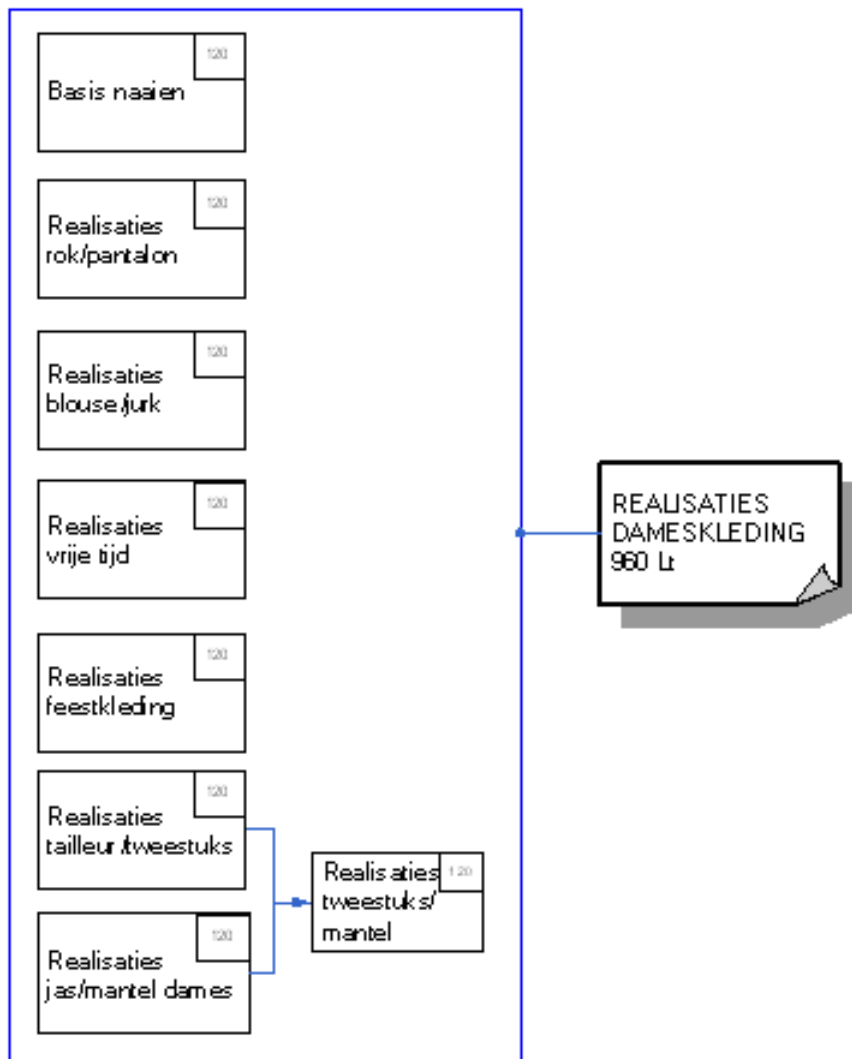 120
Basis naaien
120
Realisaties
rok/pantalon
120
Realisaties
blouse/jurk
120
Realisaties
vrije tijd
120
Realisaties
feestkleding
120
Realisaties
tailleur/tweestuks
120
Realisaties
tweestuks/
mantel
120
Realisaties
jas/mantel dames
REALISATIES
DAMESKLEDING
960 Lt